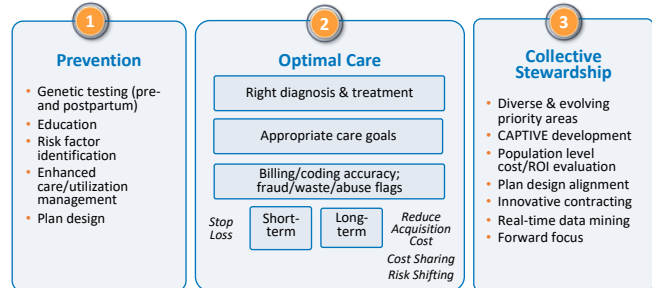 1
Prevention
• Genetic testing (pre-
and postpartum)
• Education
• Risk factor
identification
• Enhanced
care/utilization
management
• Plan design
2
Optimal Care
Right diagnosis & treatment
Appropriate care goals
Billing/coding accuracy;
fraud/waste/abuse flags
Stop
Loss
Short-
term
Long-
term
Reduce
Acquisition
Cost
Cost Sharing
Risk Shifting
3
Collective
Stewardship
• Diverse & evolving
priority areas
• CAPTIVE development
• Population level
cost/ROI evaluation
• Plan design alignment
• Innovative contracting
• Real-time data mining
• Forward focus